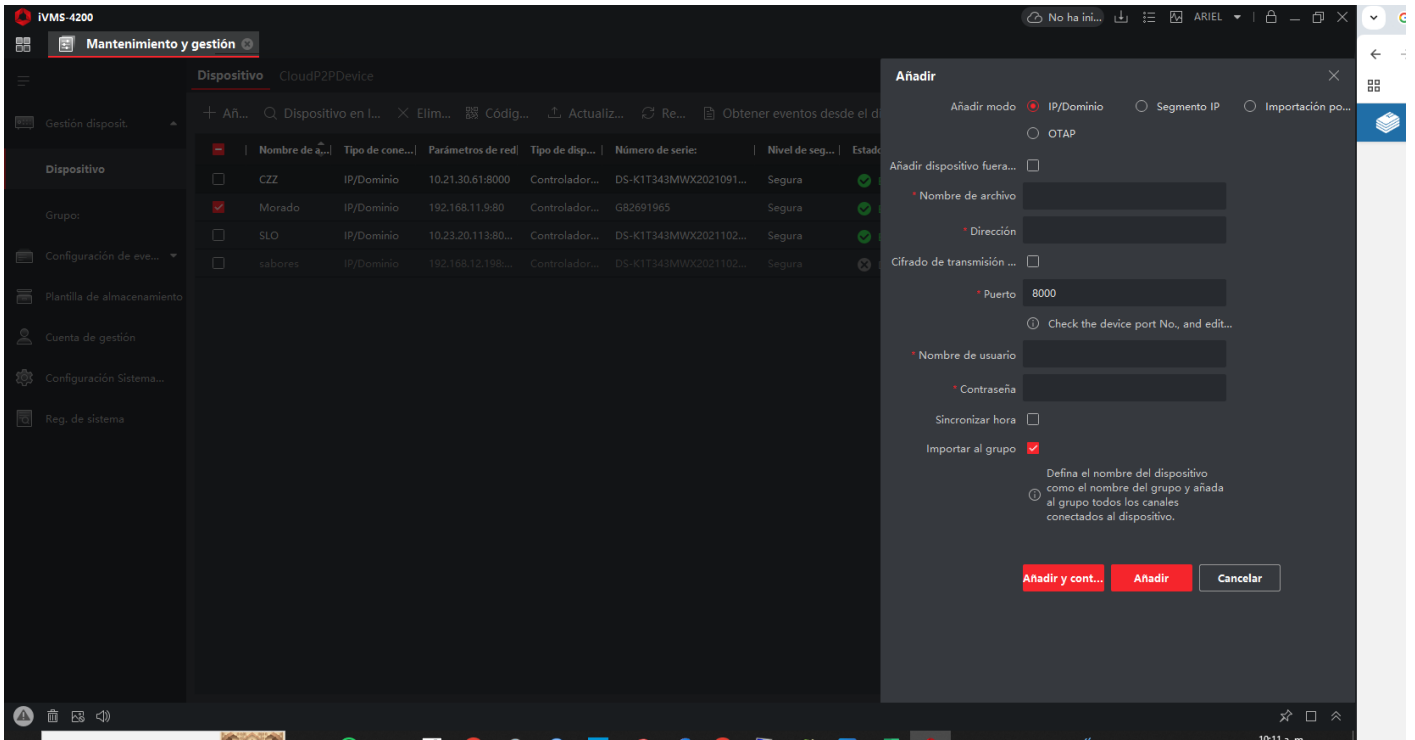 iVMS-4200
No ha ini...
ARIEL
Mantenimiento y gestión
Dispositivo CloudP2PDevice
Gestión disposit.
Dispositivo
Grupo:
Configuración de eve...
Plantilla de almacenamiento
Cuenta de gestión
Configuración Sistema...
Reg. de sistema
Añ... Dispositivo en l... Elim... Códig... Actualiz... Re... Obtener eventos desde el di
Nombre de a... Tipo de cone... Parámetros de red Tipo de disp... Número de serie: Nivel de seg... Estado
CZZ IP/Dominio 10.21.30.61:8000 Controlador... DS-K1T343MWX2021091... Segura
Morado IP/Dominio 192.168.11.9:80 Controlador... G82691965 Segura
SLO IP/Dominio 10.23.20.113:80... Controlador... DS-K1T343MWX2021102... Segura
sabores IP/Dominio 192.168.12.198:... Controlador... DS-K1T343MWX2021102... Segura
Añadir
Añadir modo IP/Dominio Segmento IP Importación po...
OTAP
Añadir dispositivo fuera...
* Nombre de archivo
* Dirección
Cifrado de transmisión ...
* Puerto 8000
Check the device port No., and edit...
* Nombre de usuario
* Contraseña
Sincronizar hora
Importar al grupo
Defina el nombre del dispositivo
como el nombre del grupo y añada
al grupo todos los canales
conectados al dispositivo.
Añadir y cont... Añadir Cancelar
10:11 a. m.